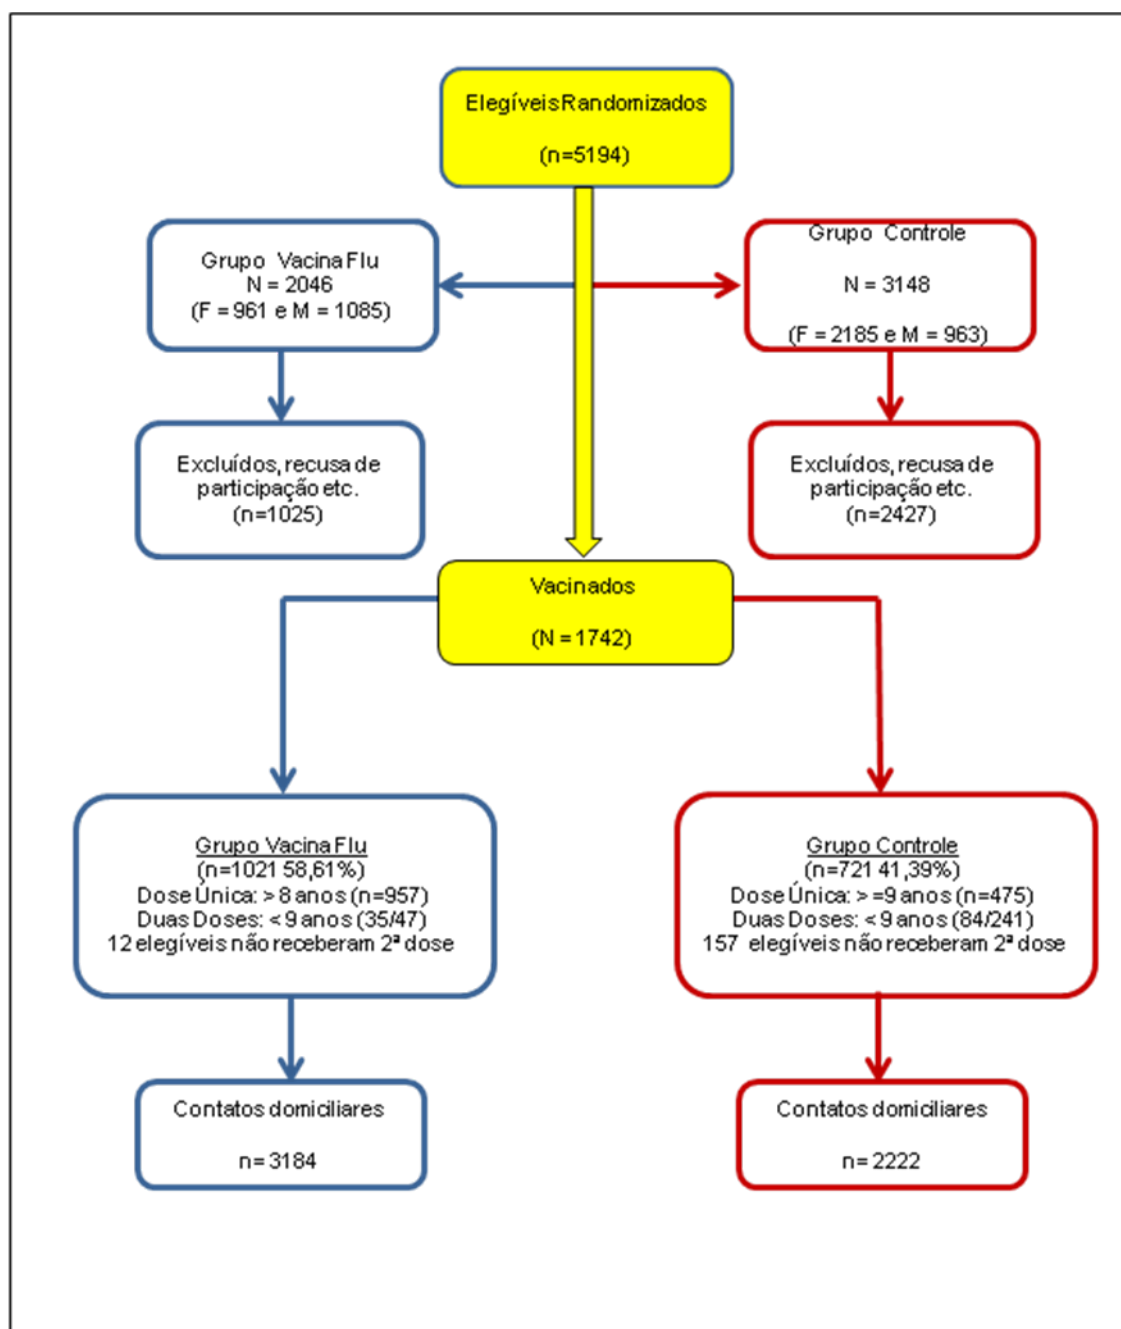 Elegíveis Randomizados
(n=5194)
Grupo Vacina Flu
N = 2046
(F = 961 e M = 1085)
Grupo Controle
N = 3148
(F = 2185 e M = 963)
Excluídos, recusa de
participação etc.
(n=1025)
Excluídos, recusa de
participação etc.
(n=2427)
Vacinados
(N = 1742)
Grupo Vacina Flu
(n=1021 58,61%)
Dose Única: > 8 anos (n=957)
Duas Doses: < 9 anos (35/47)
12 elegíveis não receberam 2ª dose
Grupo Controle
(n=721 41,39%)
Dose Única: > =9 anos (n=475)
Duas Doses: < 9 anos (84/241)
157 elegíveis não receberam 2ª dose
Contatos domiciliares
n= 3184
Contatos domiciliares
n= 2222